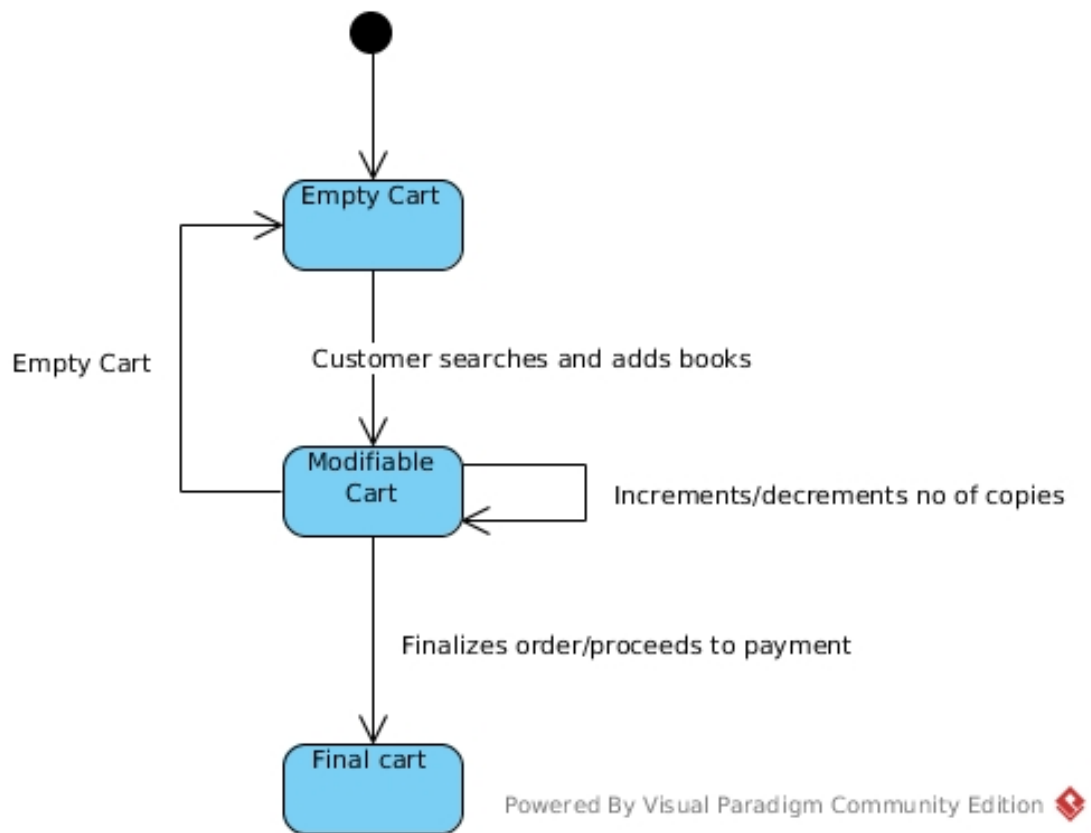 Empty Cart
Empty Cart
Customer searches and adds books
Modifiable
Cart
Increments/decrements no of copies
Finalizes order/proceeds to payment
Final cart
Powered By Visual Paradigm Community Edition